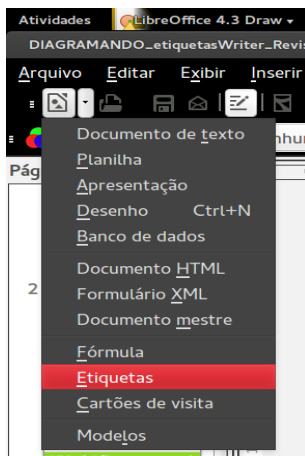 Atividades LibreOffice 4.3 Draw
DIAGRAMANDO_etiquetasWriter_Revis
Arquivo Editar Exibir Inserir
Documento de texto
nhum
Planilha
Pág
Apresentação
Desenho Ctrl+N
Banco de dados
Documento HTML
2
Formulário XML
Documento mestre
Fórmula
Etiquetas
Cartões de visita
Modelos